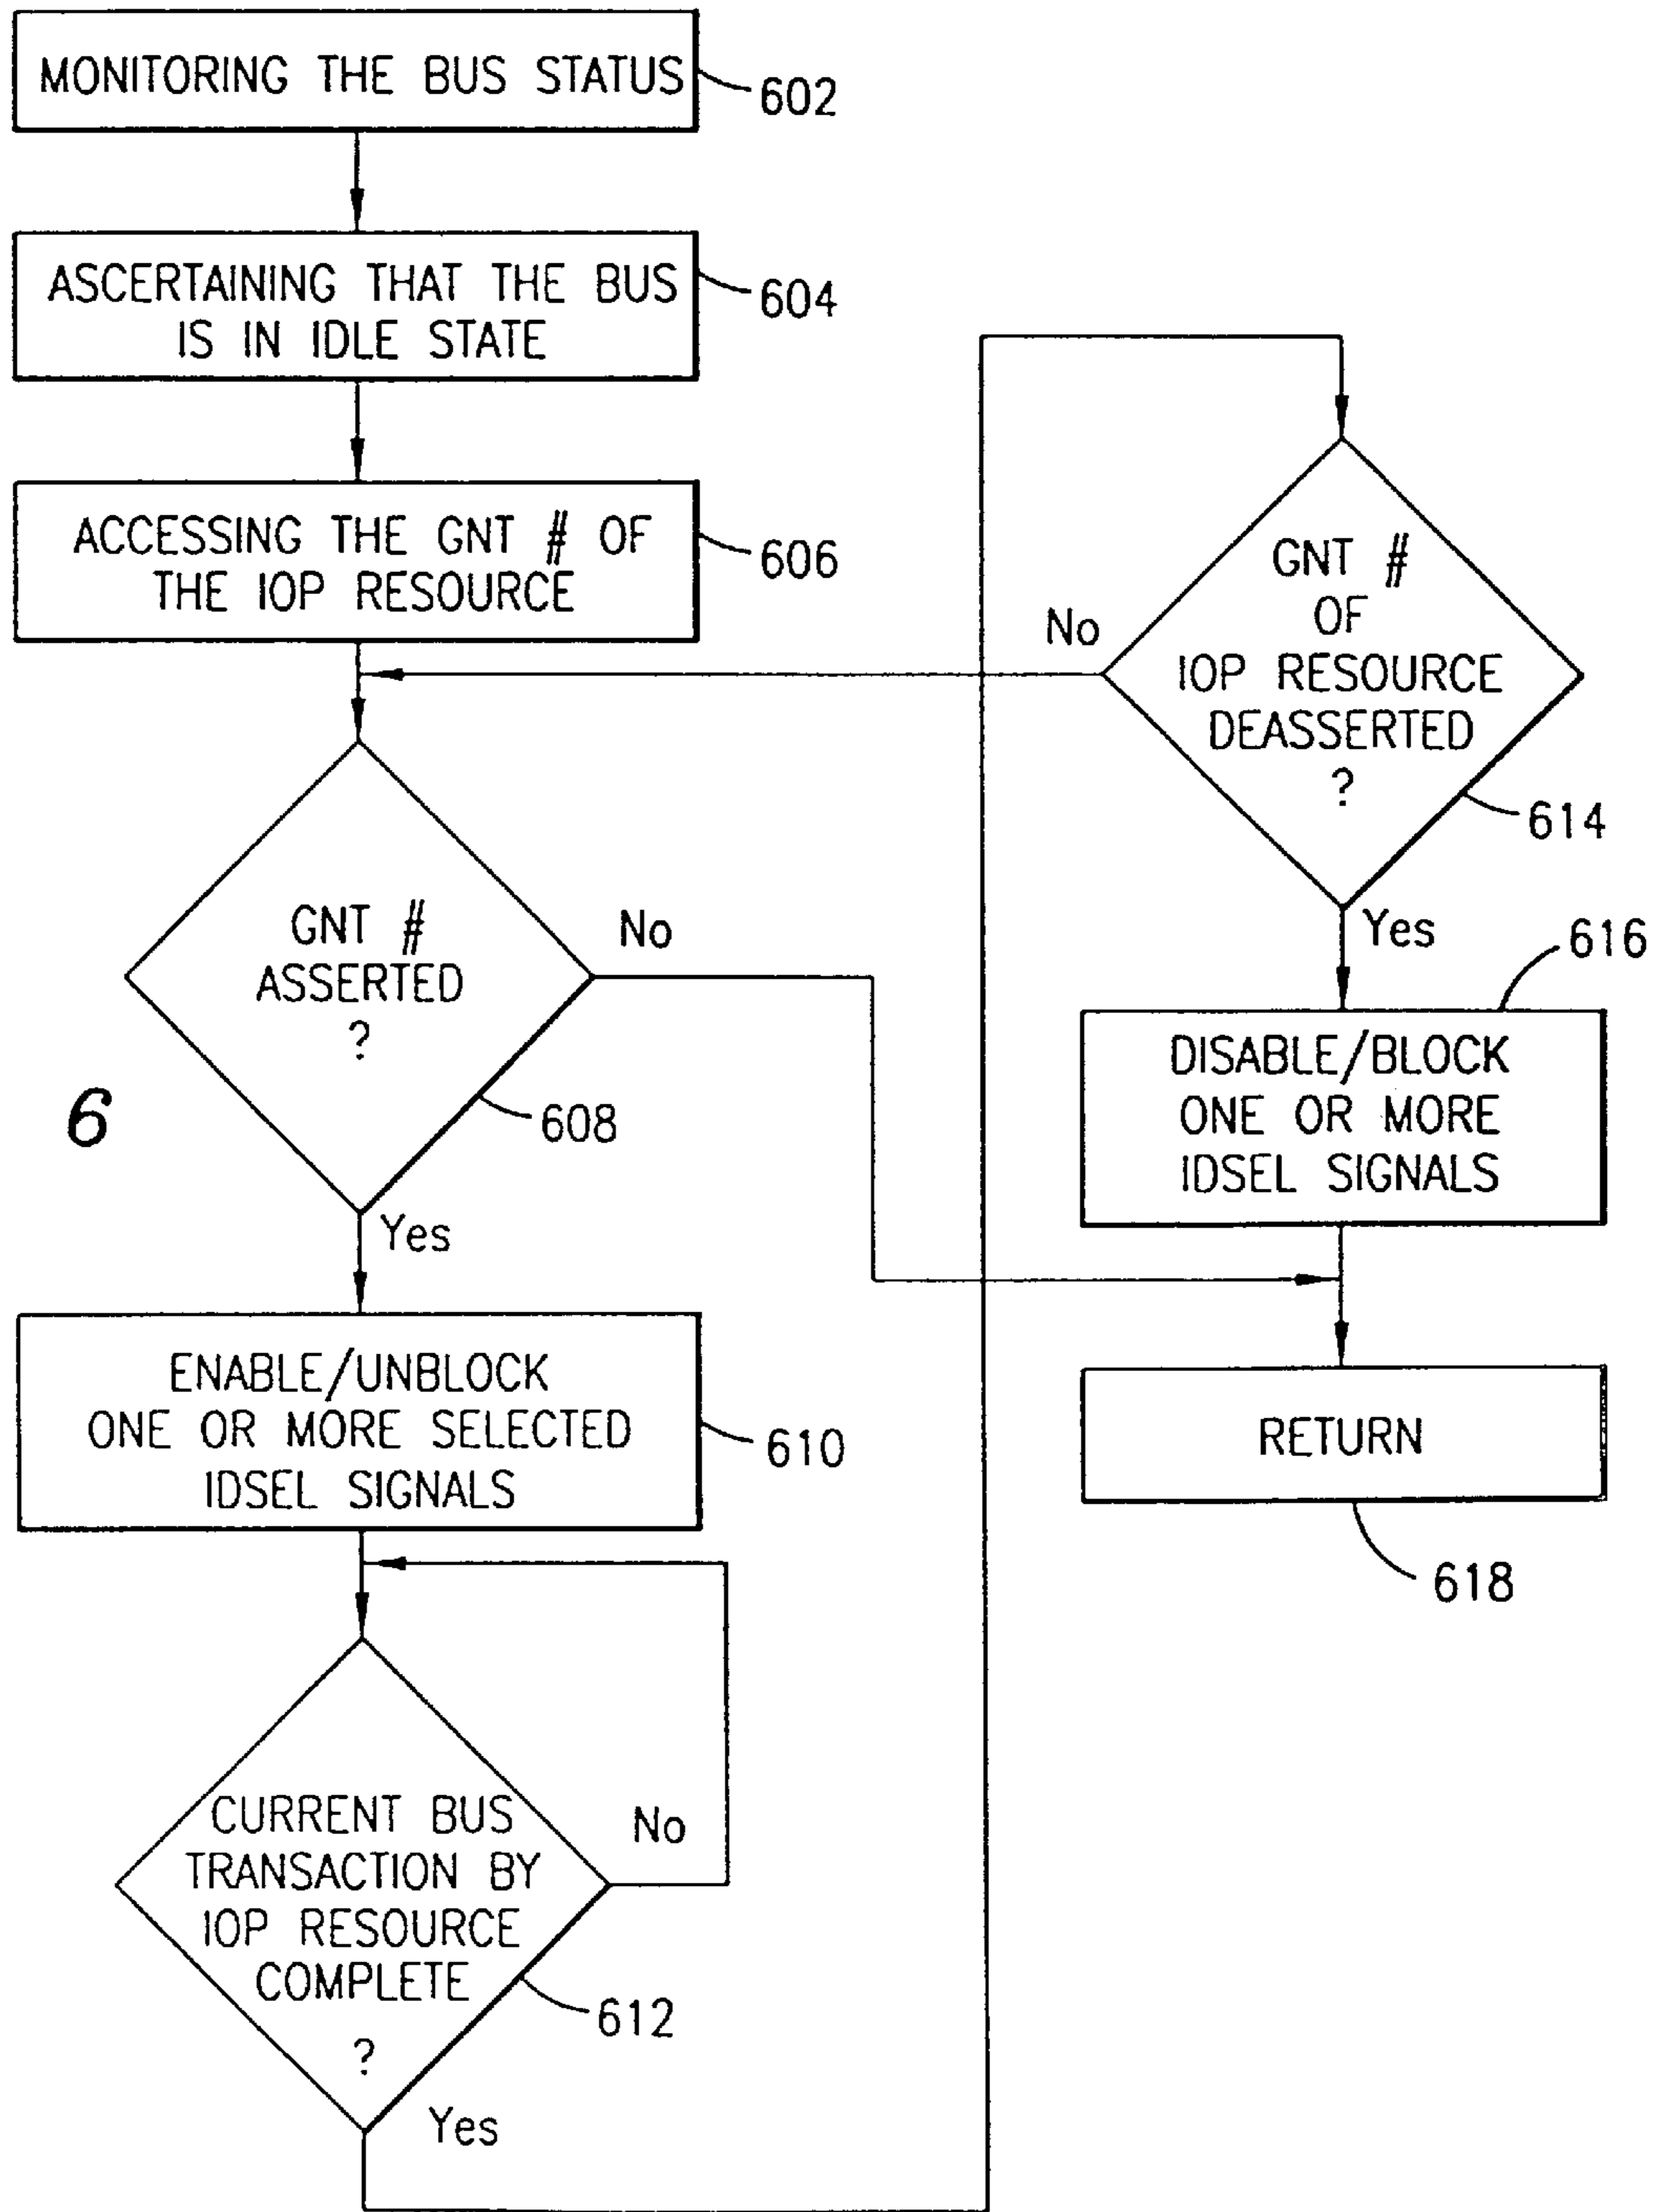 MONITORING THE BUS STATUS
602
ASCERTAINING THAT THE BUS
IS IN IDLE STATE
604
ACCESSING THE GNT # OF
THE IOP RESOURCE
606
GNT #
ASSERTED
?
No
608
Yes
6
ENABLE/UNBLOCK
ONE OR MORE SELECTED
IDSEL SIGNALS
610
CURRENT BUS
TRANSACTION BY
IOP RESOURCE
COMPLETE
?
No
612
Yes
GNT #
OF
IOP RESOURCE
DEASSERTED
?
No
614
Yes
616
DISABLE/BLOCK
ONE OR MORE
IDSEL SIGNALS
RETURN
618